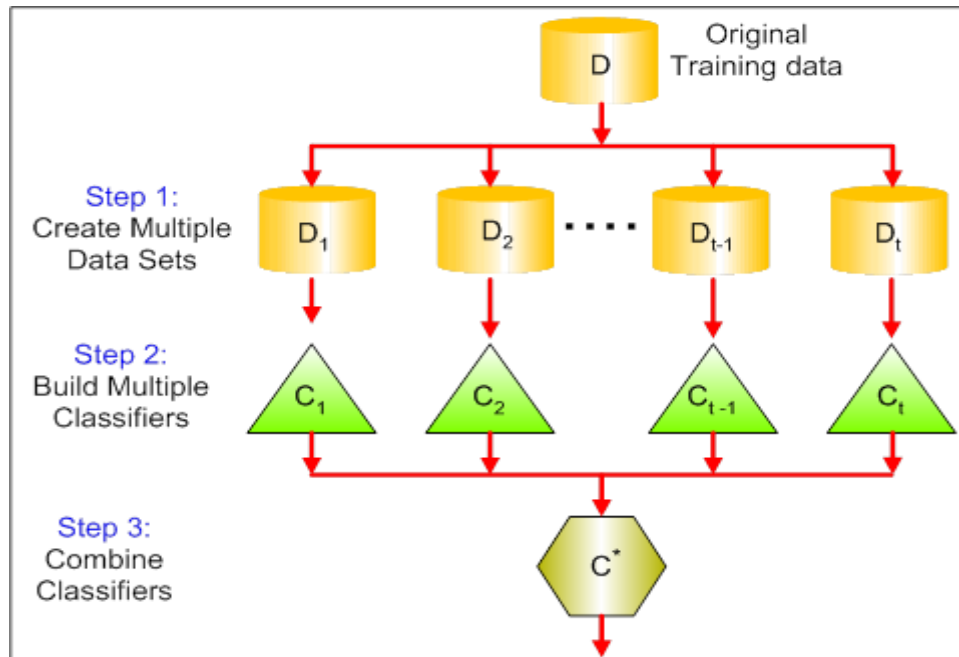 D
Original
Training data
Step 1:
Create Multiple
Data Sets
D₁
D₂
....
Dₜ₋₁
Dₜ
Step 2:
Build Multiple
Classifiers
C₁
C₂
Cₜ₋₁
Cₜ
Step 3:
Combine
Classifiers
C*